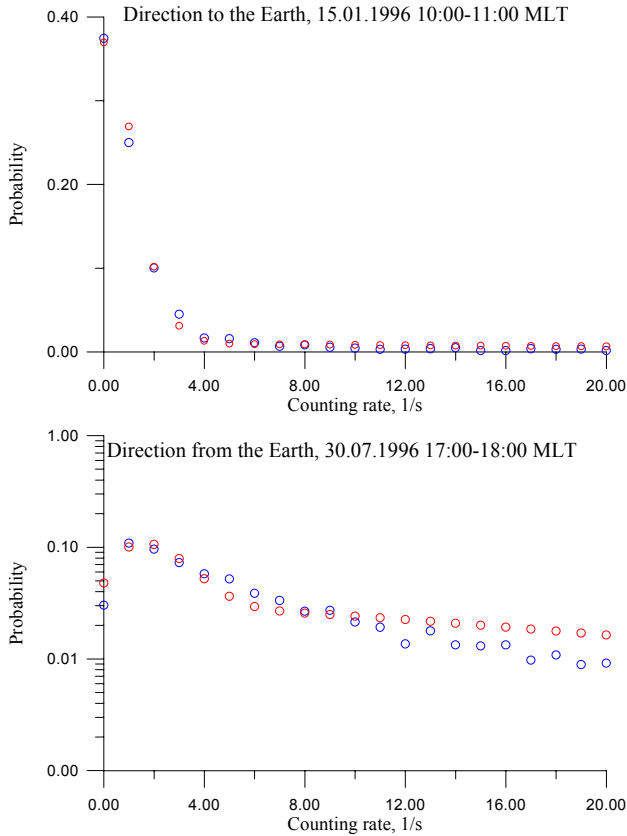 Direction to the Earth, 15.01.1996 10:00-11:00 MLT
0.40
0.20
0.00
Probability
0.00 4.00 8.00 12.00 16.00 20.00
Counting rate, 1/s
Direction from the Earth, 30.07.1996 17:00-18:00 MLT
1.00
0.10
0.01
0.00
Probability
0.00 4.00 8.00 12.00 16.00 20.00
Counting rate, 1/s